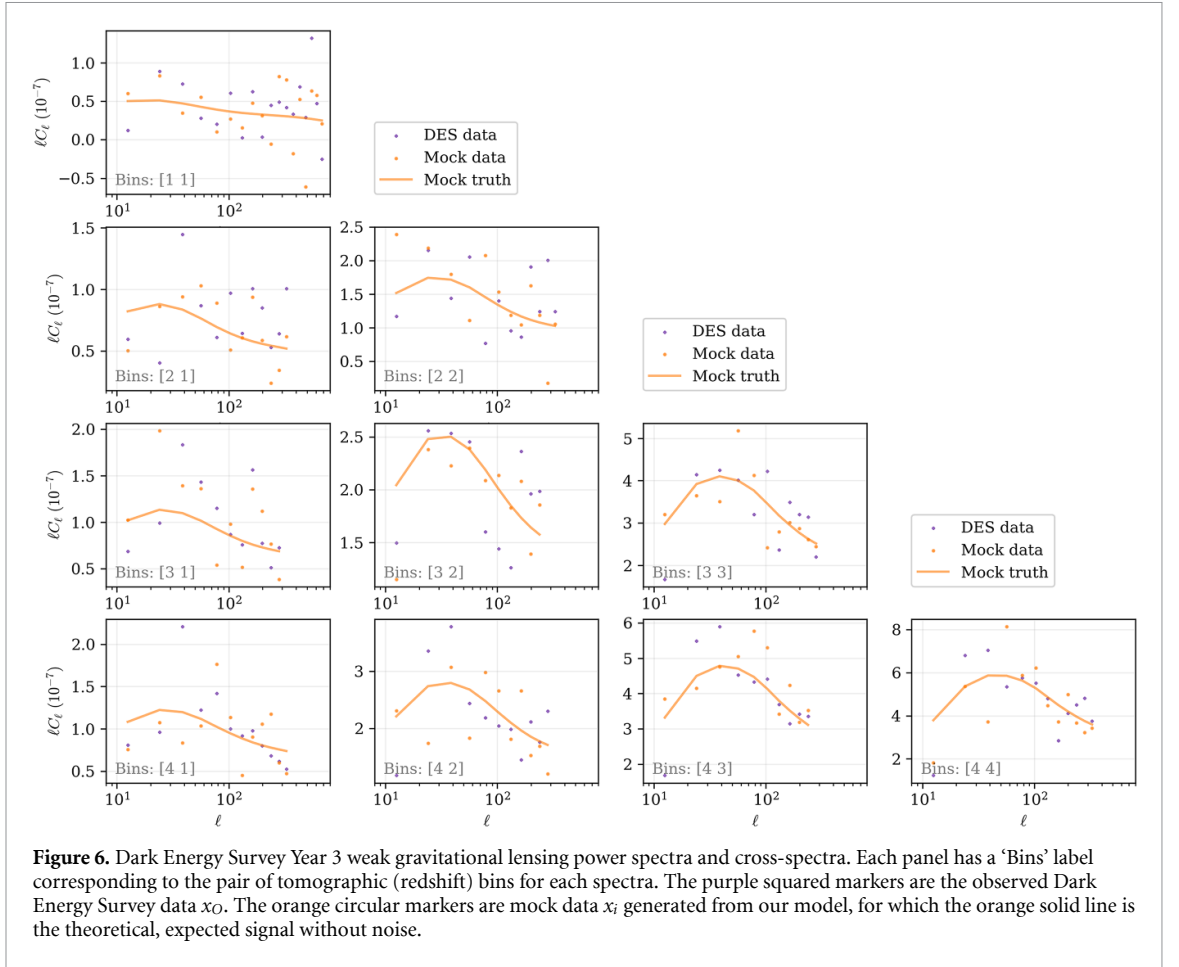 1.0
0.5
0.0
−0.5
ℓCℓ (10⁻⁷)
Bins: [1 1]
10¹
10²
DES data
Mock data
Mock truth
1.5
1.0
0.5
ℓCℓ (10⁻⁷)
Bins: [2 1]
10¹
10²
2.5
2.0
1.5
1.0
0.5
Bins: [2 2]
10¹
10²
DES data
Mock data
Mock truth
2.0
1.5
1.0
0.5
ℓCℓ (10⁻⁷)
Bins: [3 1]
10¹
10²
2.5
2.0
1.5
Bins: [3 2]
10¹
10²
5
4
3
2
Bins: [3 3]
10¹
10²
DES data
Mock data
Mock truth
2.0
1.5
1.0
0.5
ℓCℓ (10⁻⁷)
Bins: [4 1]
10¹
10²
ℓ
3
2
Bins: [4 2]
10¹
10²
ℓ
6
5
4
3
2
Bins: [4 3]
10¹
10²
ℓ
8
6
4
2
Bins: [4 4]
10¹
10²
ℓ
Figure 6. Dark Energy Survey Year 3 weak gravitational lensing power spectra and cross-spectra. Each panel has a ‘Bins’ label
corresponding to the pair of tomographic (redshift) bins for each spectra. The purple squared markers are the observed Dark
Energy Survey data xO. The orange circular markers are mock data xi generated from our model, for which the orange solid line is
the theoretical, expected signal without noise.